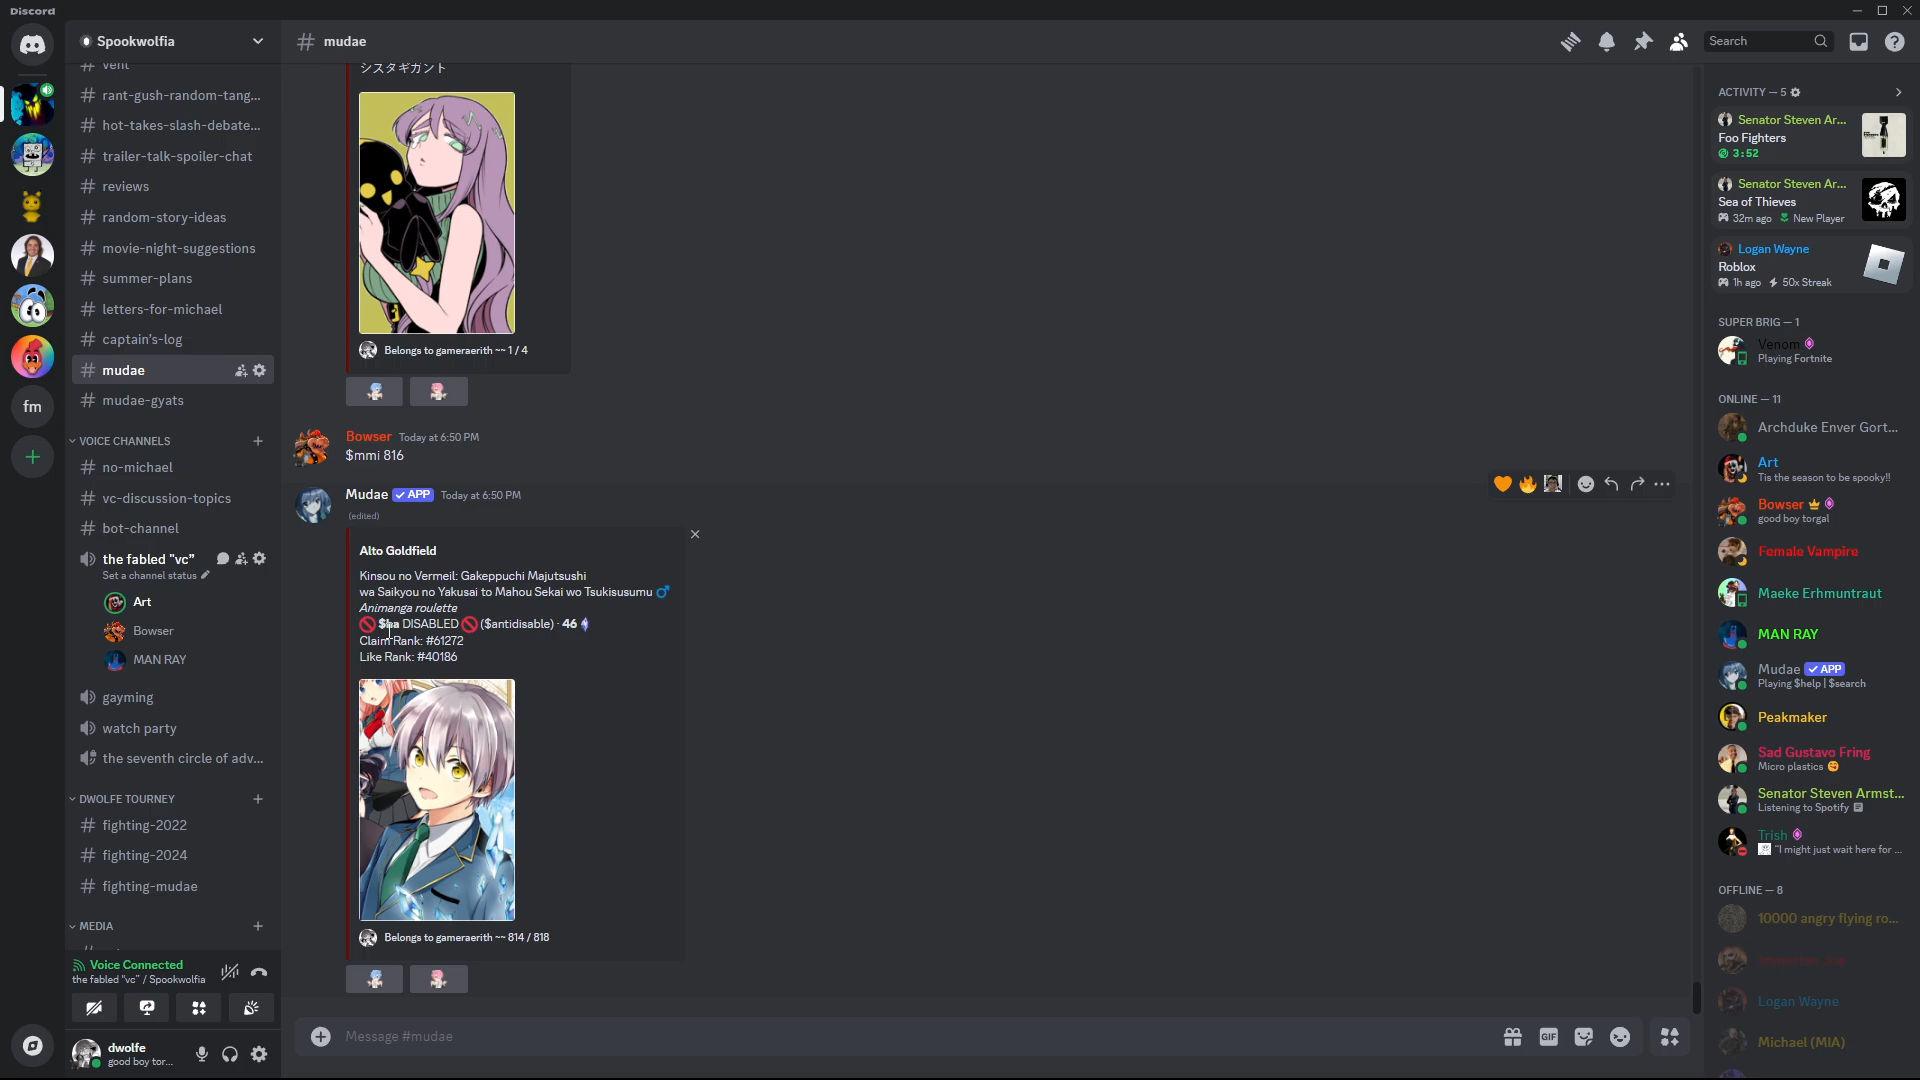 Discord
Spookwolfia
mudae
Search
vent
rant-gush-random-tang...
hot-takes-slash-debate...
trailer-talk-spoiler-chat
reviews
random-story-ideas
movie-night-suggestions
summer-plans
letters-for-michael
captain's-log
mudae
mudae-gyats
VOICE CHANNELS
no-michael
vc-discussion-topics
bot-channel
the fabled "vc"
Set a channel status
Art
Bowser
MAN RAY
gayming
watch party
the seventh circle of adv...
DWOLFE TOURNEY
fighting-2022
fighting-2024
fighting-mudae
MEDIA
Voice Connected
the fabled "vc" / Spookwolfia
dwolfe
good boy tor...
fm
シスタギガント
Belongs to gameraerith ~~ 1 / 4
Bowser Today at 6:50 PM
$mmi 816
Mudae APP Today at 6:50 PM
(edited)
Alto Goldfield
Kinsou no Vermeil: Gakeppuchi Majutsushi
wa Saikyou no Yakusai to Mahou Sekai wo Tsukisusumu
Animanga roulette
$ha DISABLED ($antidisable) · 46
Claim Rank: #61272
Like Rank: #40186
Belongs to gameraerith ~~ 814 / 818
Message #mudae
GIF
ACTIVITY — 5
Senator Steven Ar...
Foo Fighters
3:52
Senator Steven Ar...
Sea of Thieves
32m ago New Player
Logan Wayne
Roblox
1h ago 50x Streak
SUPER BRIG — 1
Venom
Playing Fortnite
ONLINE — 11
Archduke Enver Gort...
Art
Tis the season to be spooky!!
Bowser
good boy torgal
Female Vampire
Maeke Erhmuntraut
MAN RAY
Mudae APP
Playing $help | $search
Peakmaker
Sad Gustavo Fring
Micro plastics
Senator Steven Armst...
Listening to Spotify
Trish
"I might just wait here for ...
OFFLINE — 8
10000 angry flying ro...
Logan Wayne
Michael (MIA)